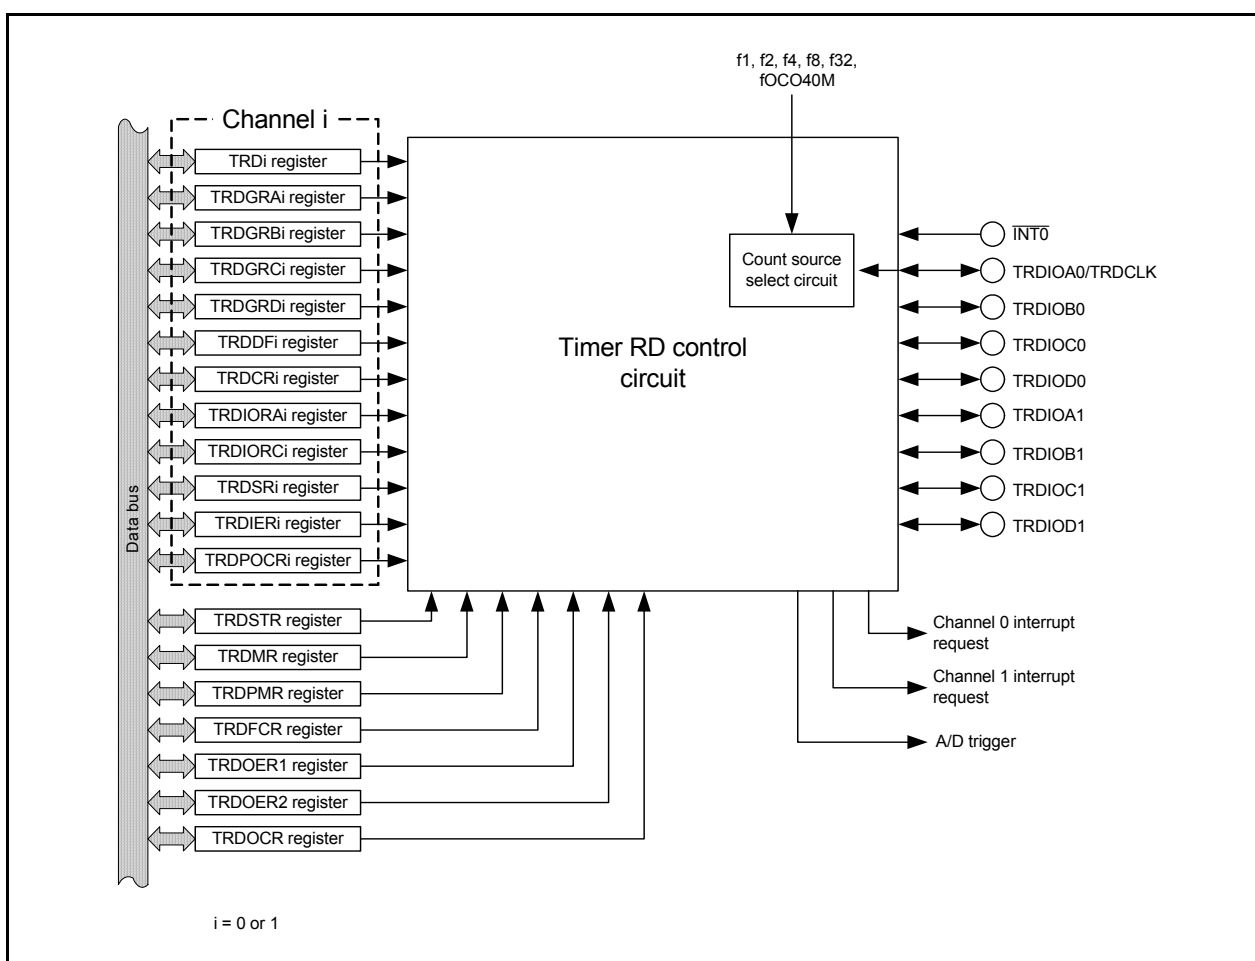 f1, f2, f4, f8, f32,
fOCO40M
Channel i
TRDi register
TRDGRAi register
TRDGRBi register
TRDGRCi register
TRDGRDi register
TRDDFi register
TRDCRi register
TRDIORAi register
TRDIORCi register
TRDSRi register
TRDIERi register
TRDPOCRi register
Data bus
TRDSTR register
TRDMR register
TRDPMR register
TRDFCR register
TRDOER1 register
TRDOER2 register
TRDOCR register
Timer RD control
circuit
Count source
select circuit
INT0
TRDIOA0/TRDCLK
TRDIOB0
TRDIOC0
TRDIOD0
TRDIOA1
TRDIOB1
TRDIOC1
TRDIOD1
Channel 0 interrupt
request
Channel 1 interrupt
request
A/D trigger
i = 0 or 1